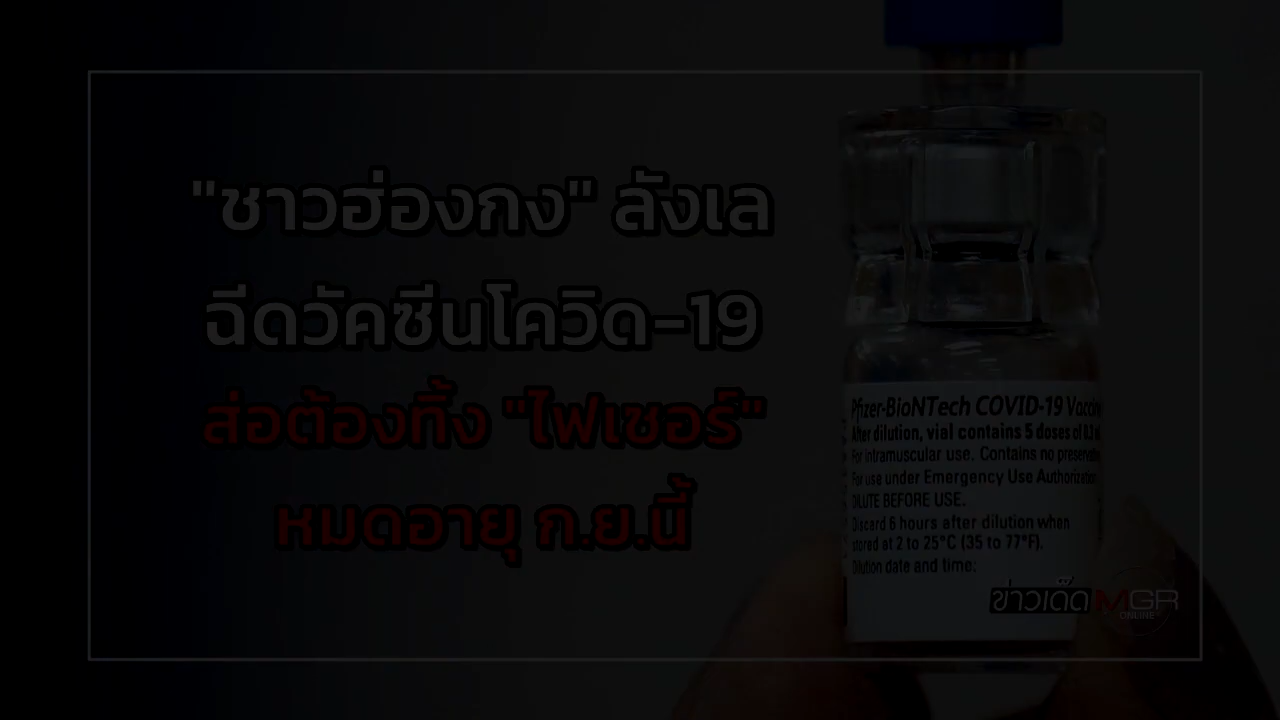 "ชาวฮ่องกง" ลังเล
ฉีดวัคซีนโควิด-19
ส่อต้องทิ้ง "ไฟเซอร์"
หมดอายุ ก.ย.นี้
Pfizer-BioNTech COVID-19
After dilution, vial contains 5 doses of
For intramuscular use. Contains no
For use under Emergency Use
DILUTE BEFORE USE.
Discard 6 hours after dilution when
stored at 2 to 25°C (35 to 77°F).
Dilution date and time:
ข่าวเด็ด MGR
ONLINE